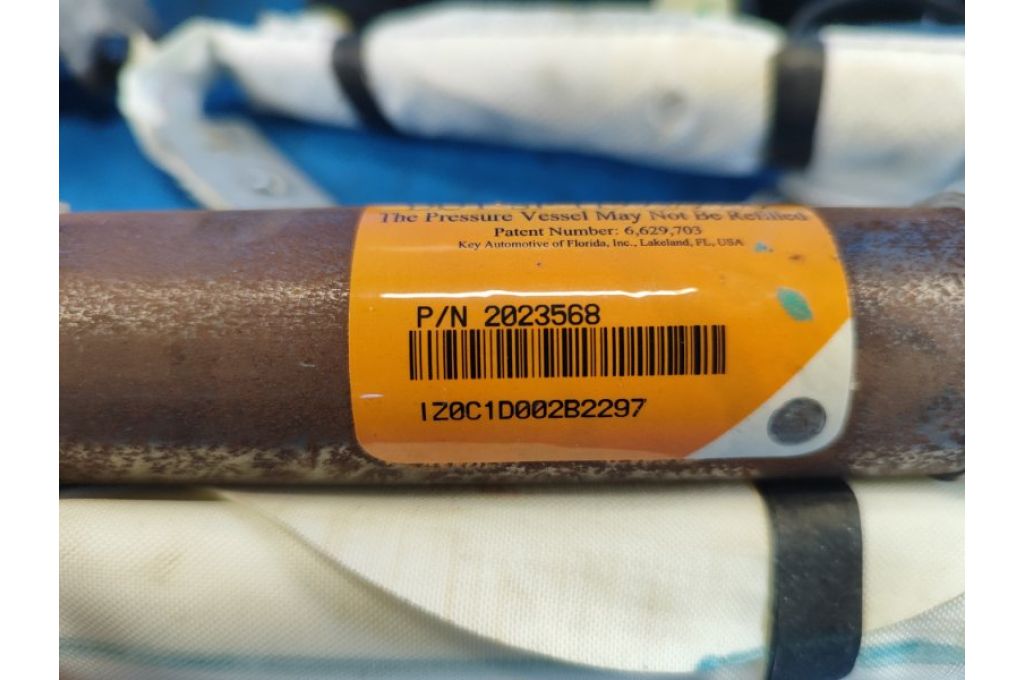 The Pressure Vessel May Not Be Refilled
Patent Number: 6,629,703
Key Automotive of Florida, Inc., Lakeland, FL, USA
P/N 2023568
IZ0C1D002B2297